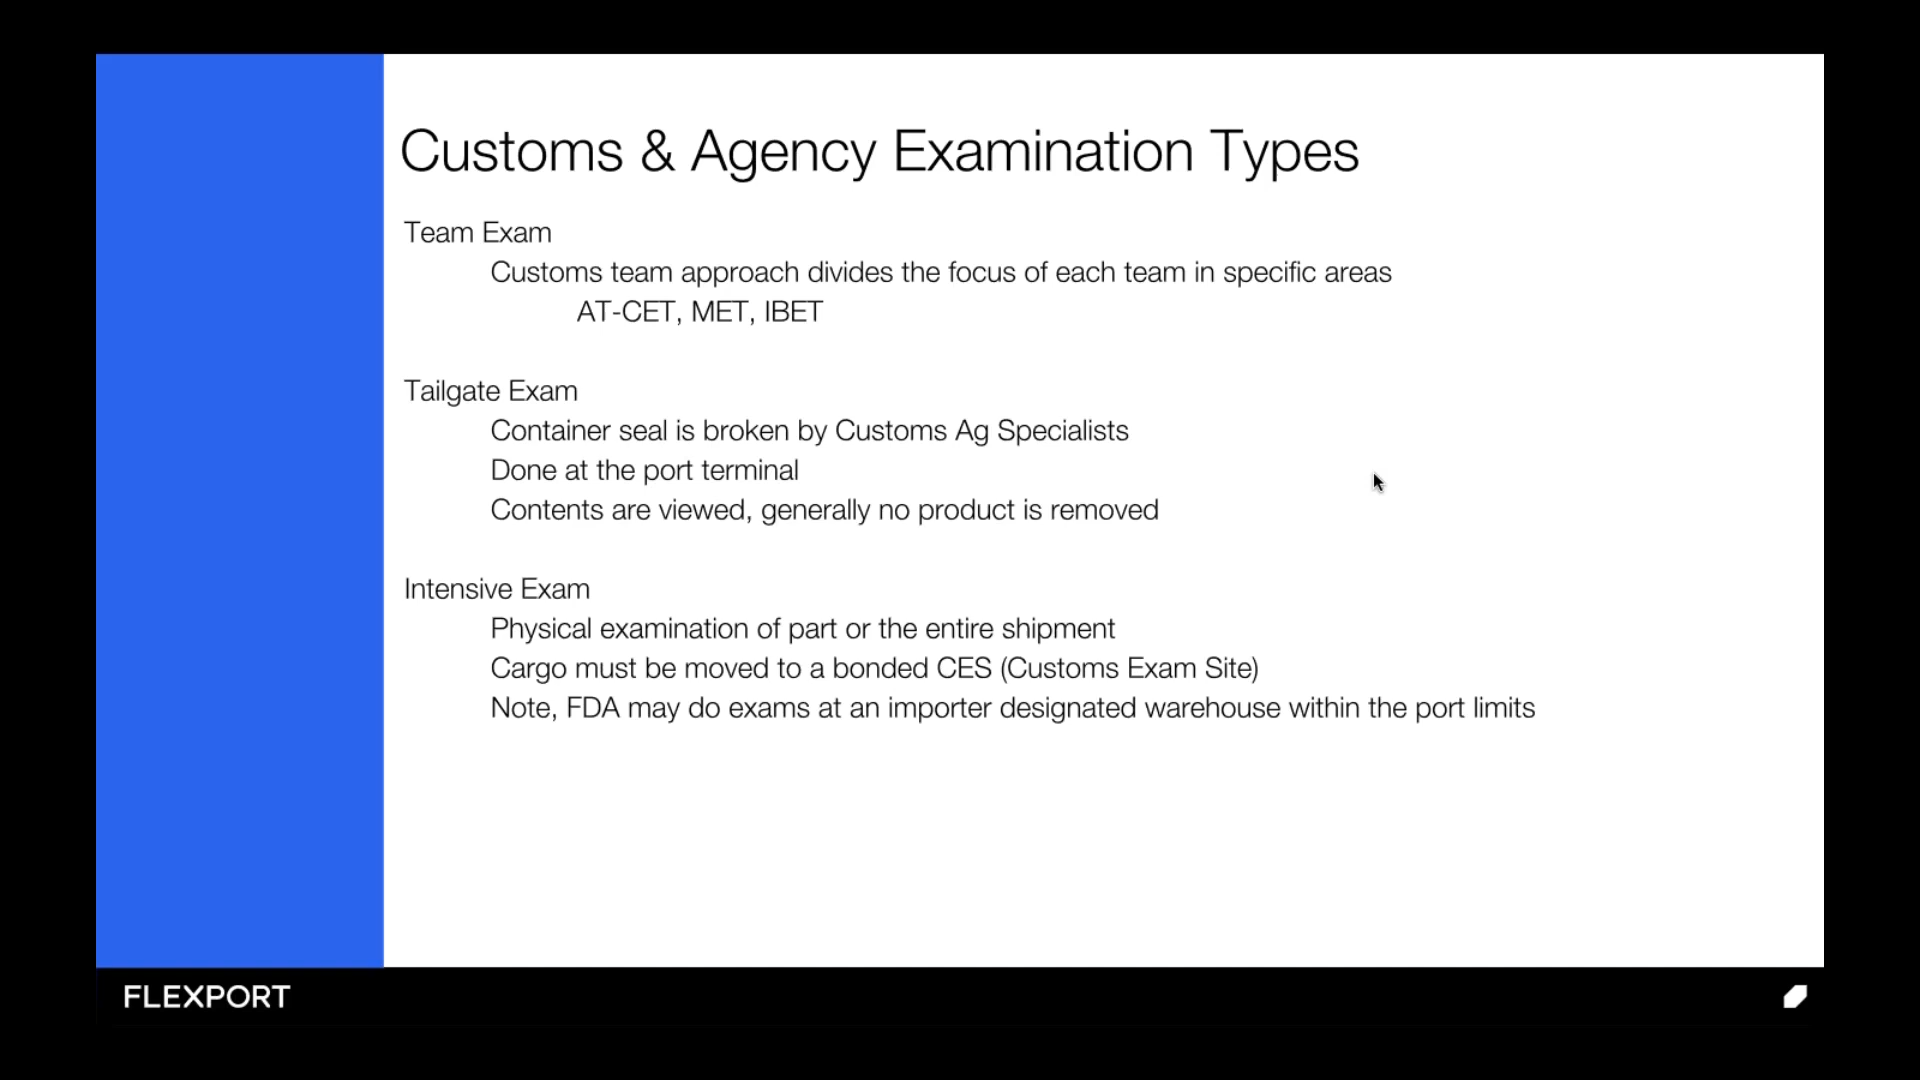 Customs & Agency Examination Types
Team Exam
Customs team approach divides the focus of each team in specific areas
AT-CET, MET, IBET
Tailgate Exam
Container seal is broken by Customs Ag Specialists
Done at the port terminal
Contents are viewed, generally no product is removed
Intensive Exam
Physical examination of part or the entire shipment
Cargo must be moved to a bonded CES (Customs Exam Site)
Note, FDA may do exams at an importer designated warehouse within the port limits
FLEXPORT